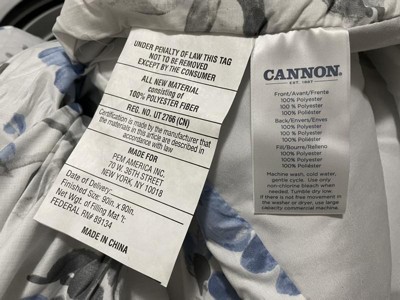 UNDER PENALTY OF LAW THIS TAG
NOT TO BE REMOVED
EXCEPT BY THE CONSUMER
ALL NEW MATERIAL
consisting of
100% POLYESTER FIBER
REG. NO. UT 2766 (CN)
Certification is made by the manufacturer that
the materials in this article are described in
accordance with law
MADE FOR
PEM AMERICA INC.
70 W. 36TH STREET
NEW YORK, NY 10018
Date of Delivery:
Finished Size: 90in. x 90in.
Net Wgt. of Filling Mat.'l:
FEDERAL RN# 89134
MADE IN CHINA
CANNON®
EST. 1887
Front/Avant/Frente
100% Polyester
100 % Polyester
100% Poliéster
Back/Envers/Envés
100% Polyester
100 % Polyester
100% Poliéster
Fill/Bourre/Relleno
100% Polyester
100 % Polyester
100% Poliéster
Machine wash, cold water,
gentle cycle. Use only
non-chlorine bleach when
needed. Tumble dry low.
If there is not free movement in
the washer or dryer, use large
capacity commercial machine.